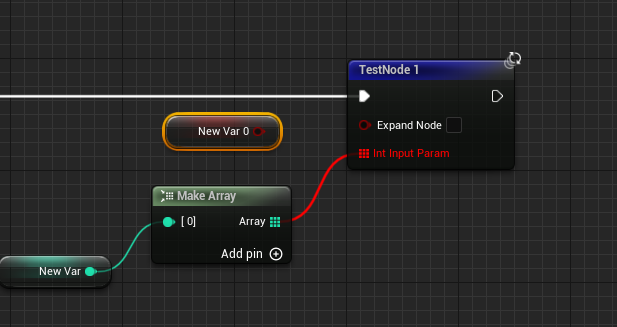 TestNode 1
New Var 0
Expand Node
Int Input Param
Make Array
[ 0]
Array
Add pin
New Var